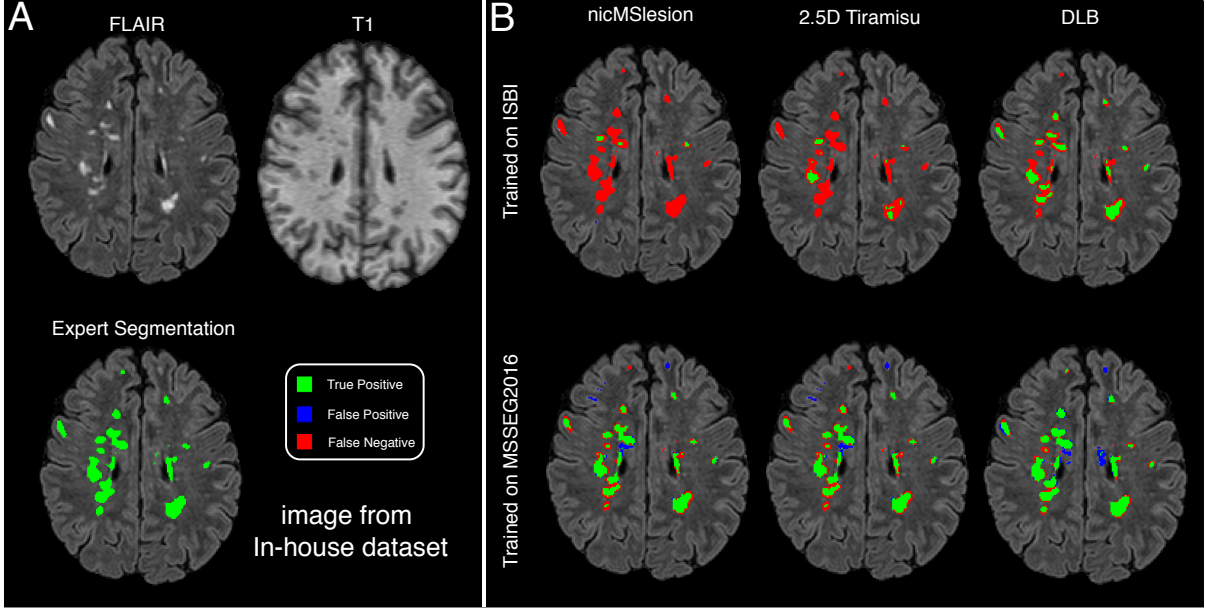 A
FLAIR
T1
Expert Segmentation
True Positive
False Positive
False Negative
image from
In-house dataset
B
nicMSlesion
2.5D Tiramisu
DLB
Trained on ISBI
Trained on MSSEG2016